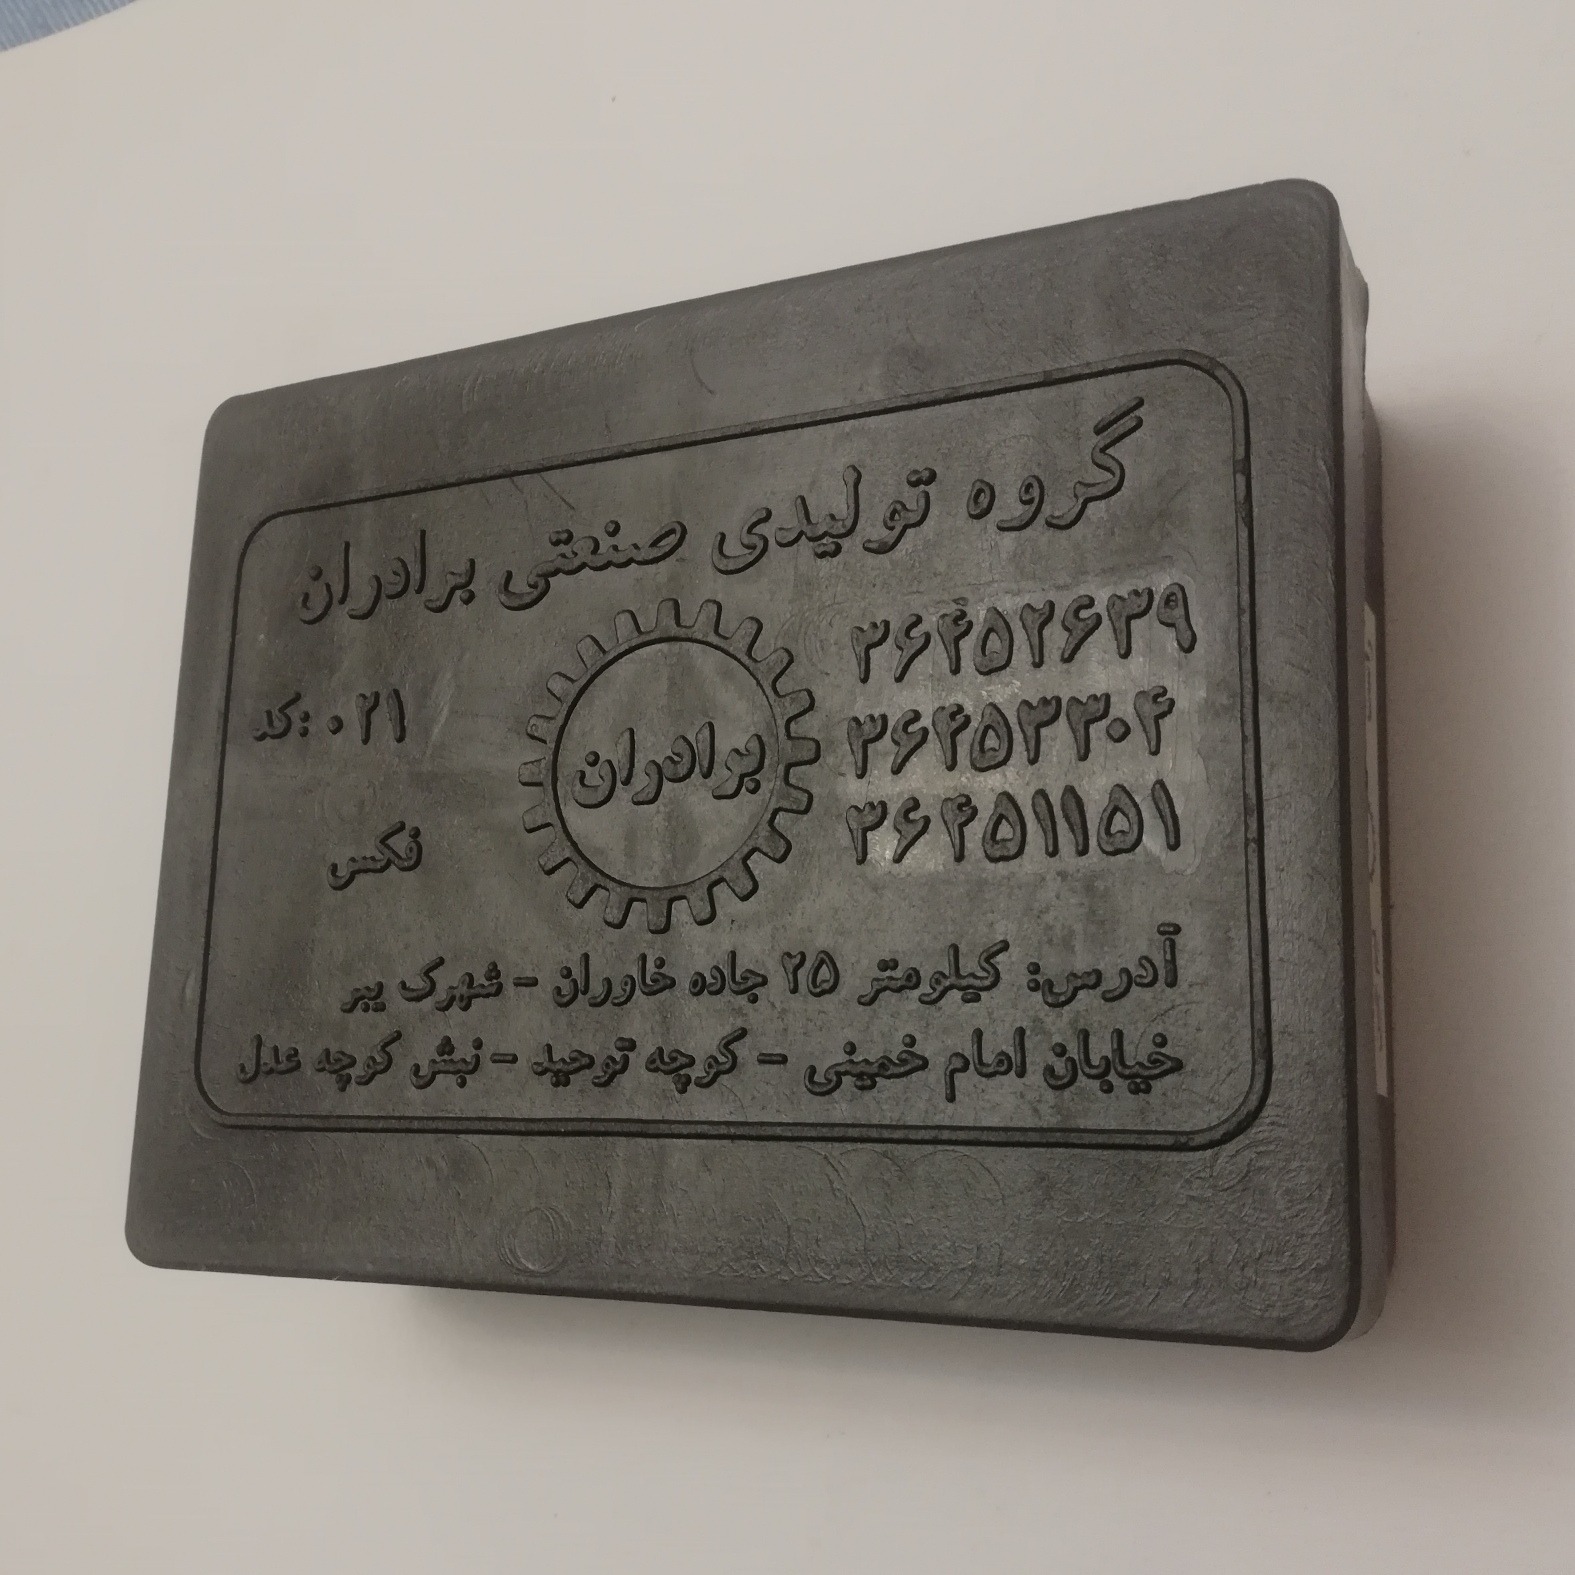 گروه تولیدی صنعتی برادران
۳۶۴۵۲۶۳۹
۳۶۴۵۳۳۰۴
کد: ۰۲۱
برادران
۳۶۴۵۱۱۵۱
فکس
آدرس: کیلومتر ۲۵ جاده خاوران - شهرک یبر
خیابان امام خمینی - کوچه توحید - نبش کوچه عدل